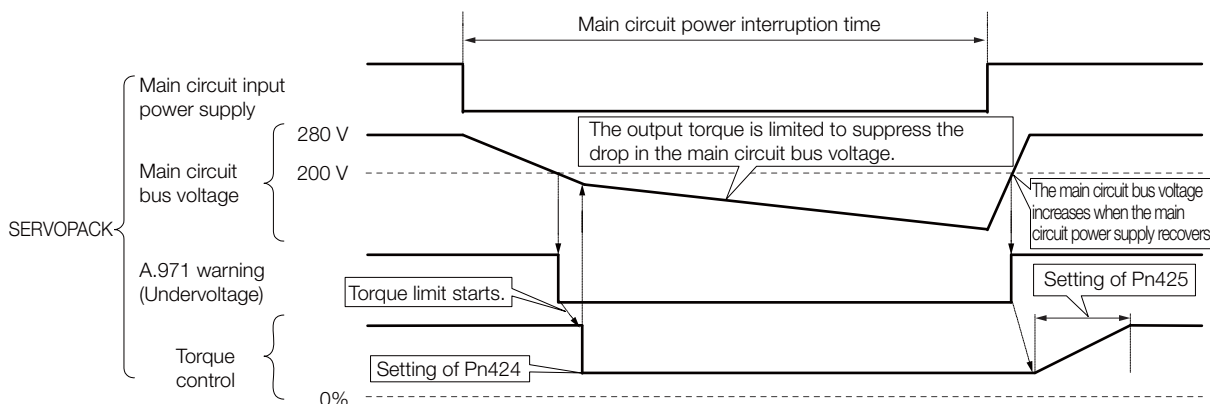 Main circuit power interruption time
Main circuit input
power supply
280 V
The output torque is limited to suppress the
drop in the main circuit bus voltage.
Main circuit
bus voltage
200 V
The main circuit bus voltage
increases when the main
circuit power supply recovers
SERVOPACK
A.971 warning
(Undervoltage)
Torque limit starts.
Setting of Pn425
Torque
control
Setting of Pn424
0%